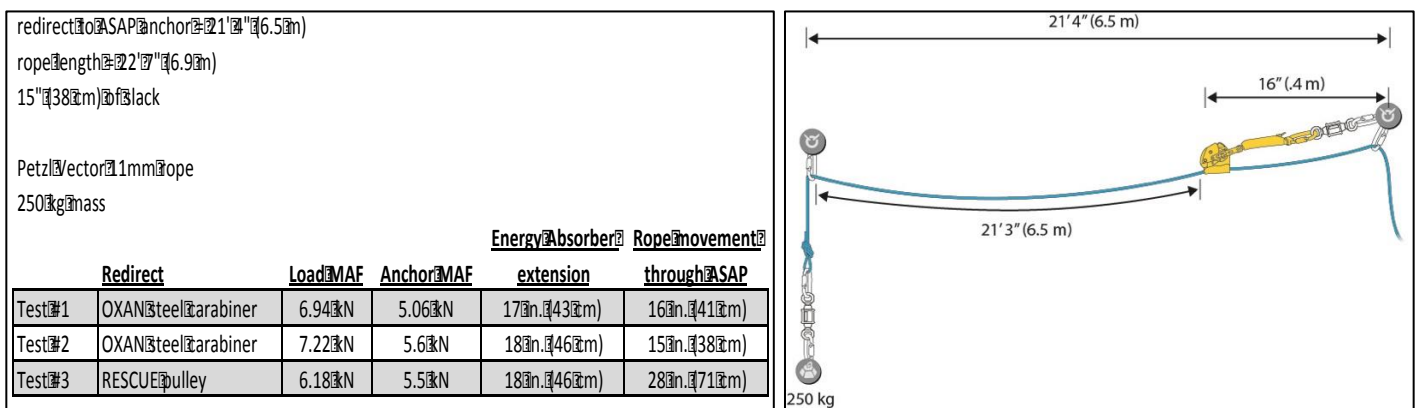 redirect to ASAP anchor = 21' 4" (6.5 m)
rope length = 22' 7" (6.9 m)
15" (38 cm) of slack
Petzl Vector 11mm rope
250 kg mass
Energy Absorber Rope movement
Redirect Load MAF Anchor MAF extension through ASAP
Test #1 OXAN steel carabiner 6.94 kN 5.06 kN 17 in. (43 cm) 16 in. (41 cm)
Test #2 OXAN steel carabiner 7.22 kN 5.6 kN 18 in. (46 cm) 15 in. (38 cm)
Test #3 RESCUE pulley 6.18 kN 5.5 kN 18 in. (46 cm) 28 in. (71 cm)
21'4" (6.5 m)
16" (.4 m)
21'3" (6.5 m)
250 kg